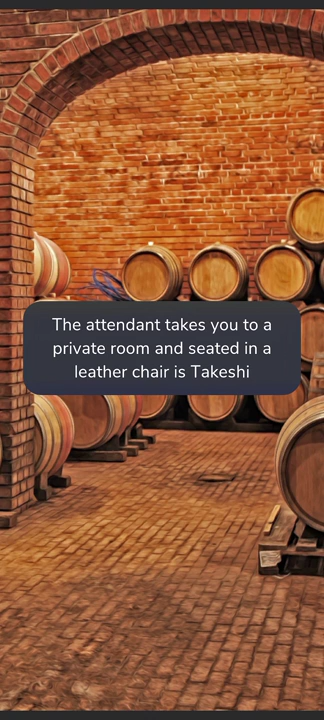 The attendant takes you to a
private room and seated in a
leather chair is Takeshi